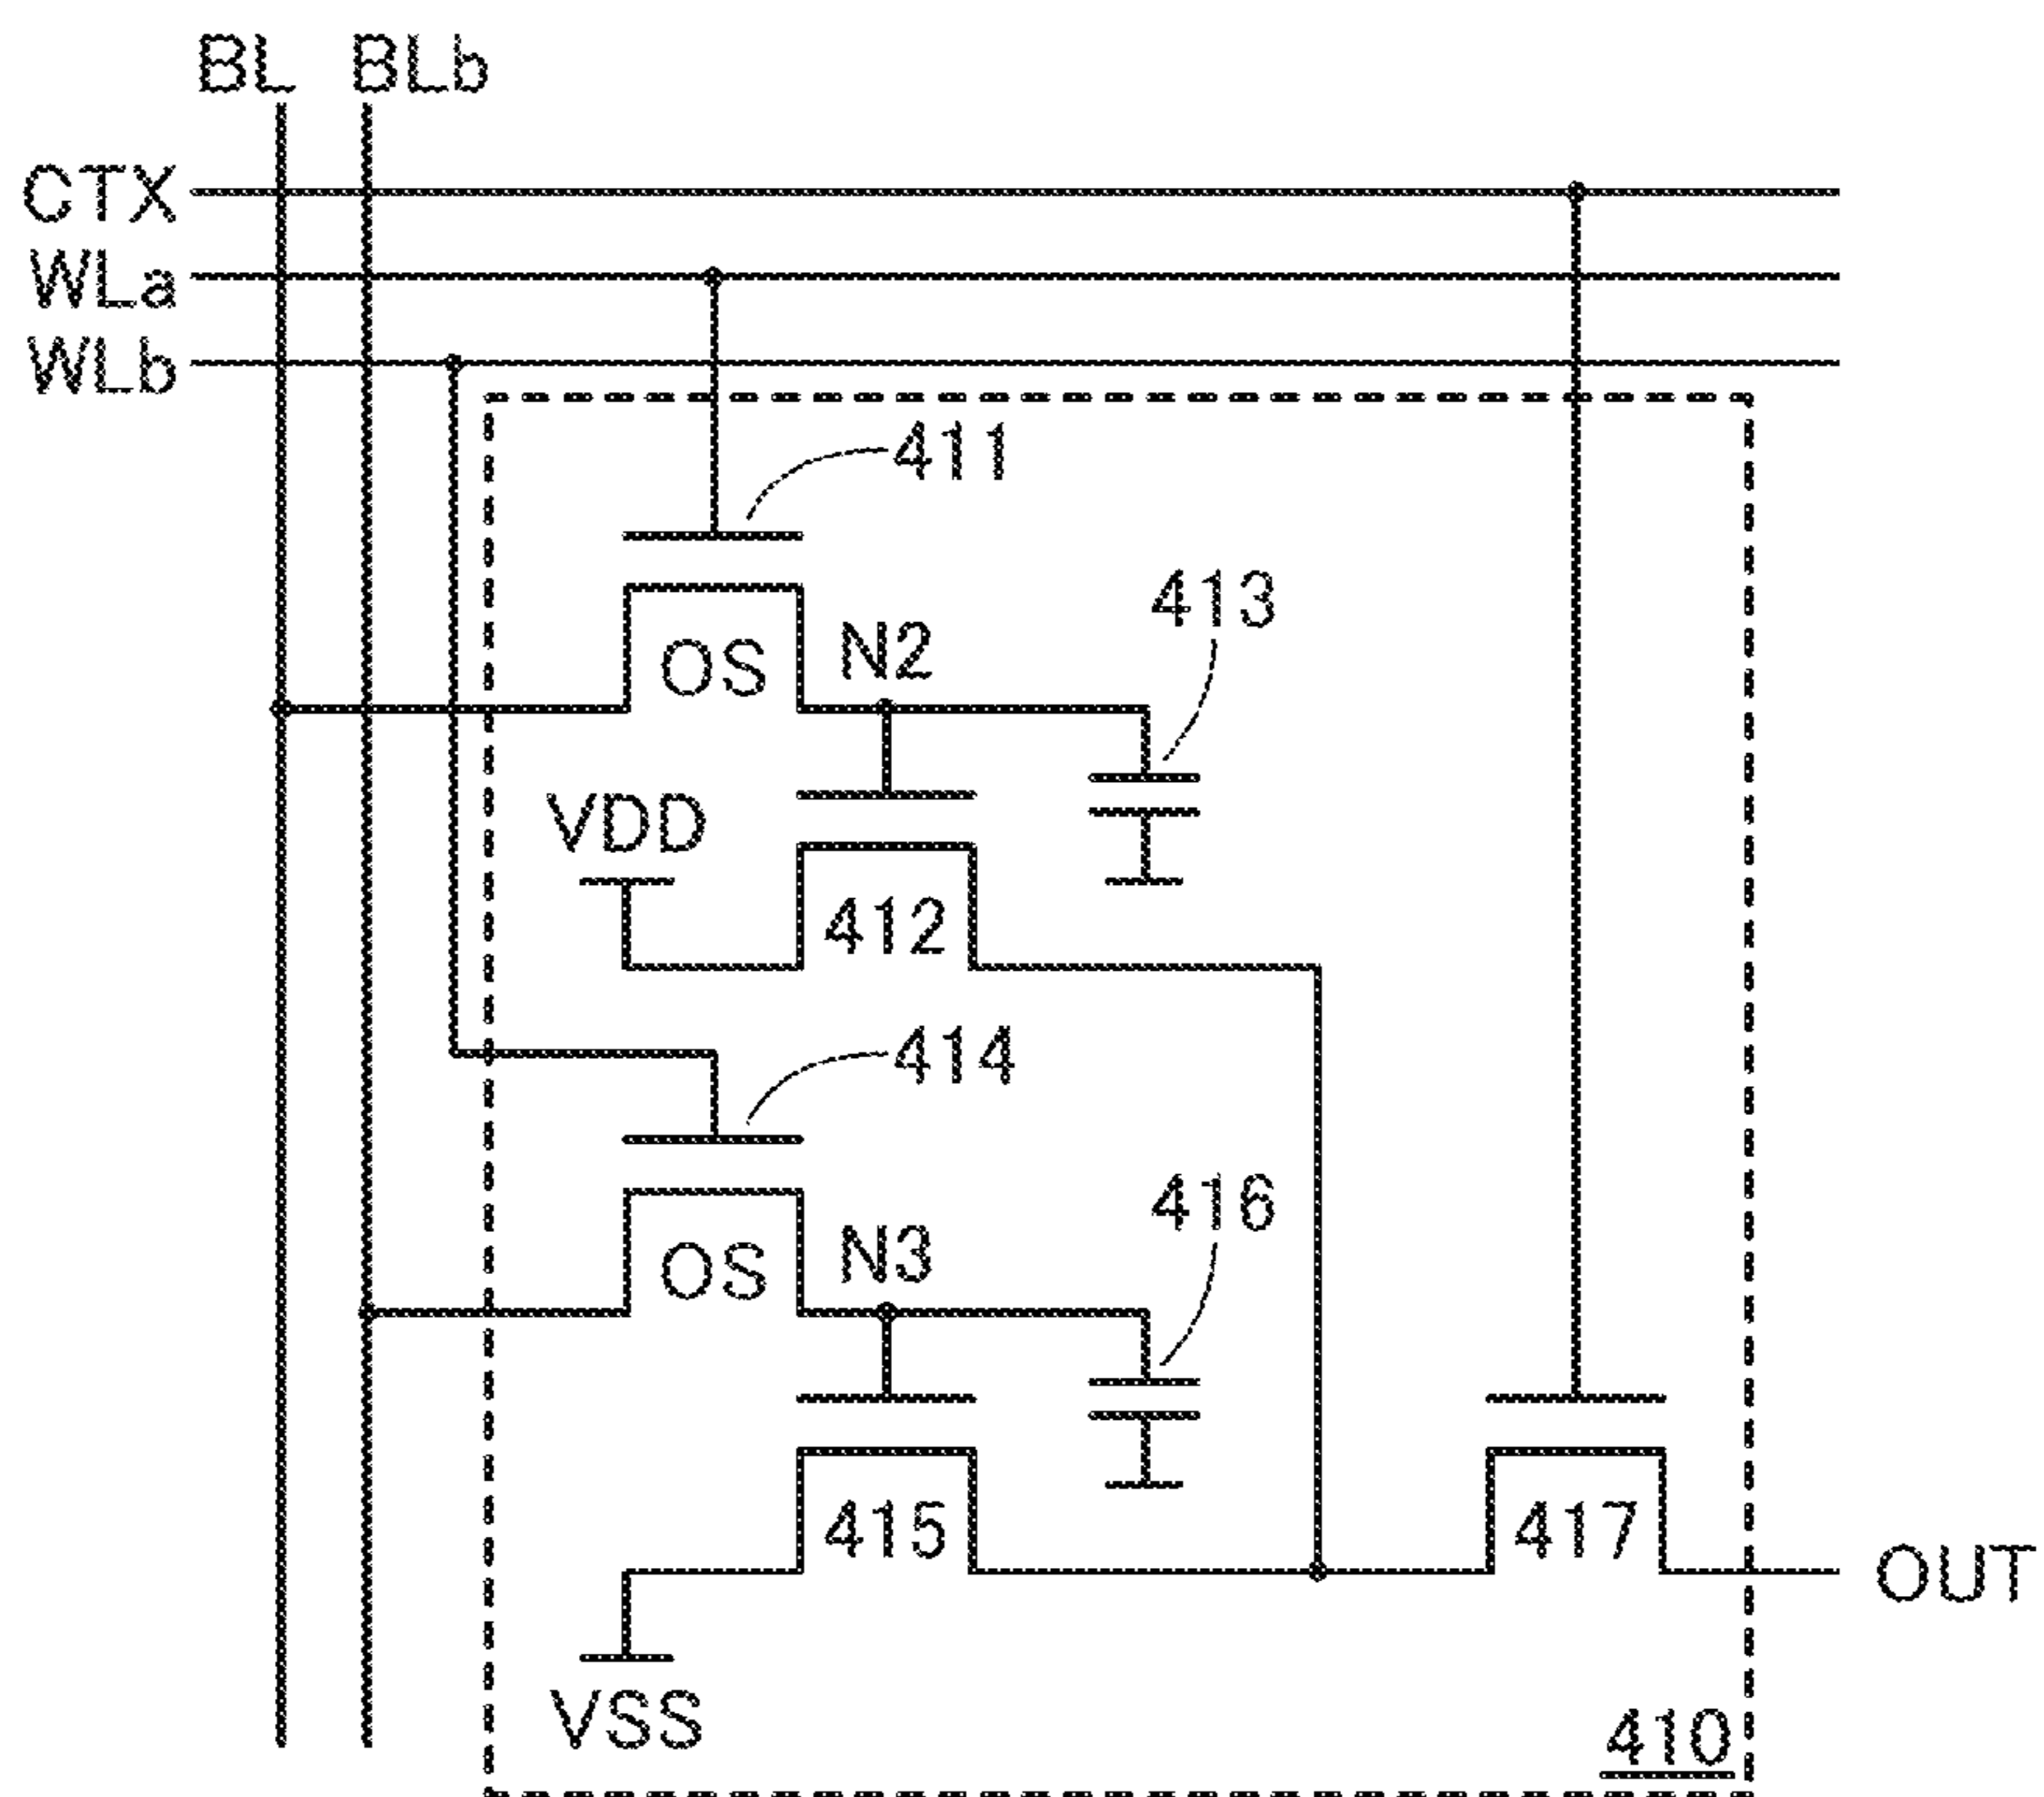 BL BLb
CTX
WLa
WLb
411
413
OS N2
VDD
412
414
416
OS N3
415 417
OUT
VSS
410